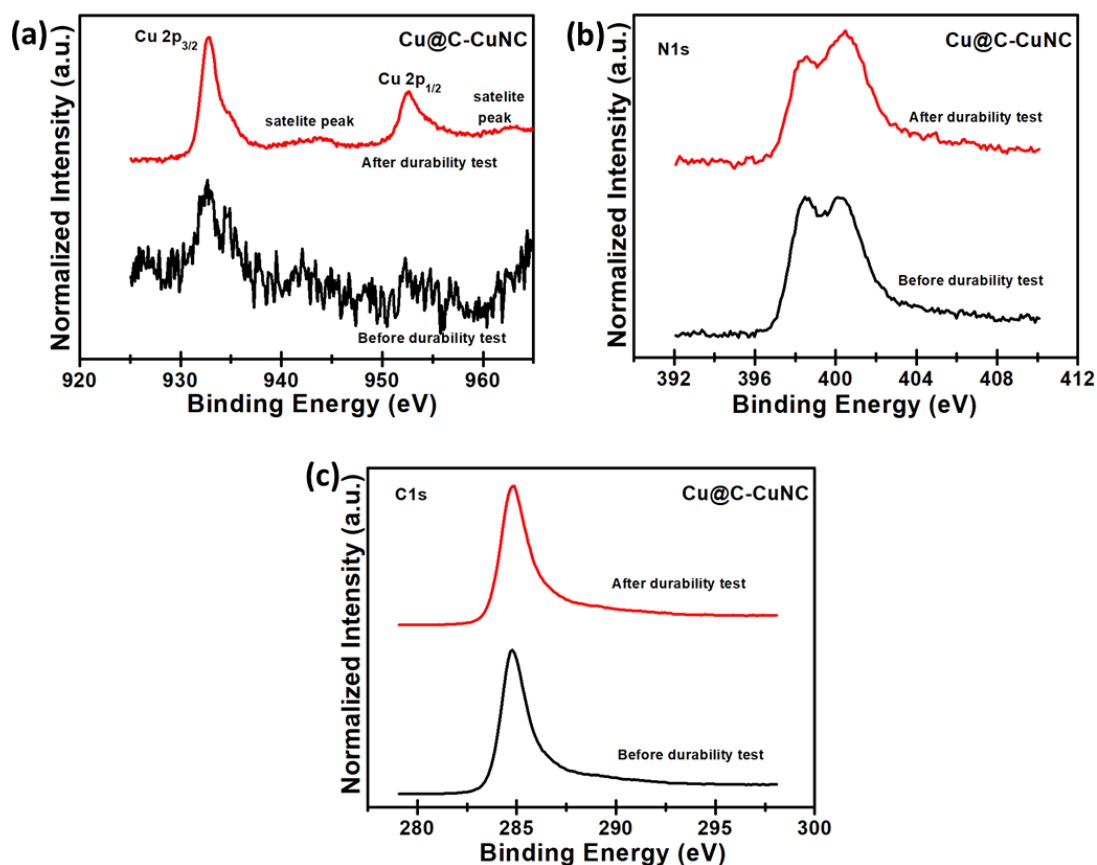 (a)
Cu 2p3/2
Cu@C-CuNC
Cu 2p1/2
satelite peak
satelite
peak
After durability test
Before durability test
Normalized Intensity (a.u.)
920 930 940 950 960
Binding Energy (eV)
(b)
N1s
Cu@C-CuNC
After durability test
Before durability test
Normalized Intensity (a.u.)
392 396 400 404 408 412
Binding Energy (eV)
(c)
C1s
Cu@C-CuNC
After durability test
Before durability test
Normalized Intensity (a.u.)
280 285 290 295 300
Binding Energy (eV)